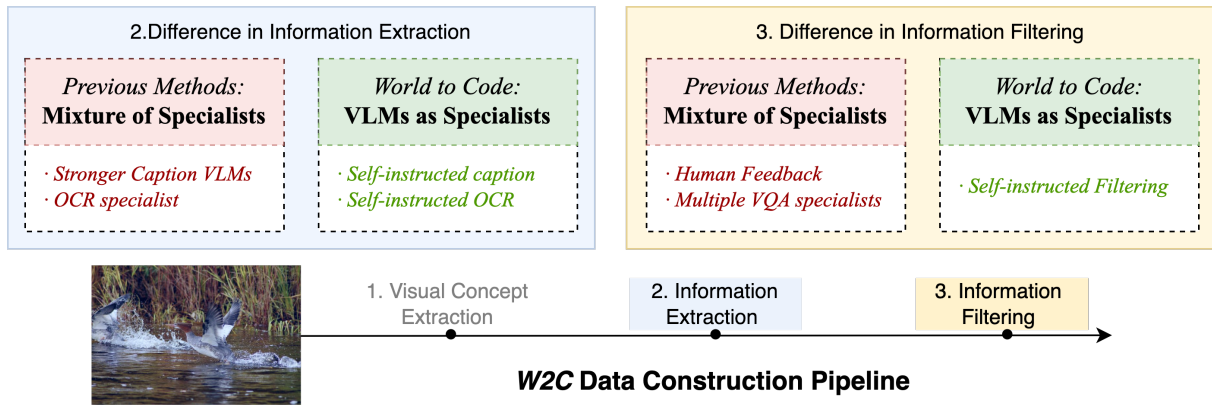 2.Difference in Information Extraction
Previous Methods:
Mixture of Specialists
· Stronger Caption VLMs
· OCR specialist
World to Code:
VLMs as Specialists
· Self-instructed caption
· Self-instructed OCR
3. Difference in Information Filtering
Previous Methods:
Mixture of Specialists
· Human Feedback
· Multiple VQA specialists
World to Code:
VLMs as Specialists
· Self-instructed Filtering
1. Visual Concept
Extraction
2. Information
Extraction
3. Information
Filtering
W2C Data Construction Pipeline